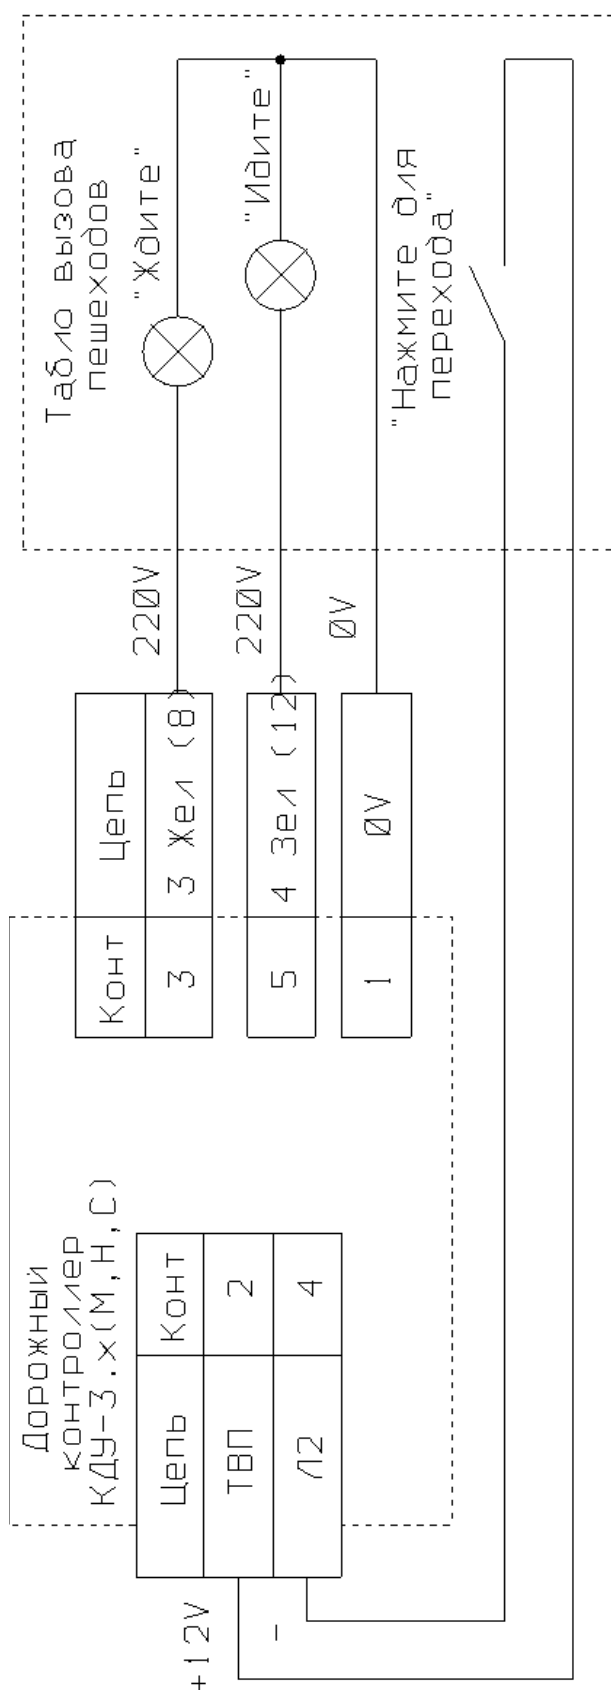 Дорожный
контроллер
КДУ-3.x(М,Н,С)
Цепь
Конт
ТВП
2
Л2
4
+12V
-
Конт
Цепь
3
3 Жел (8)
5
4 Зел (12)
1
0V
220V
220V
0V
Табло вызова
пешеходов
"Ждите"
"Идите"
"Нажмите для
перехода"